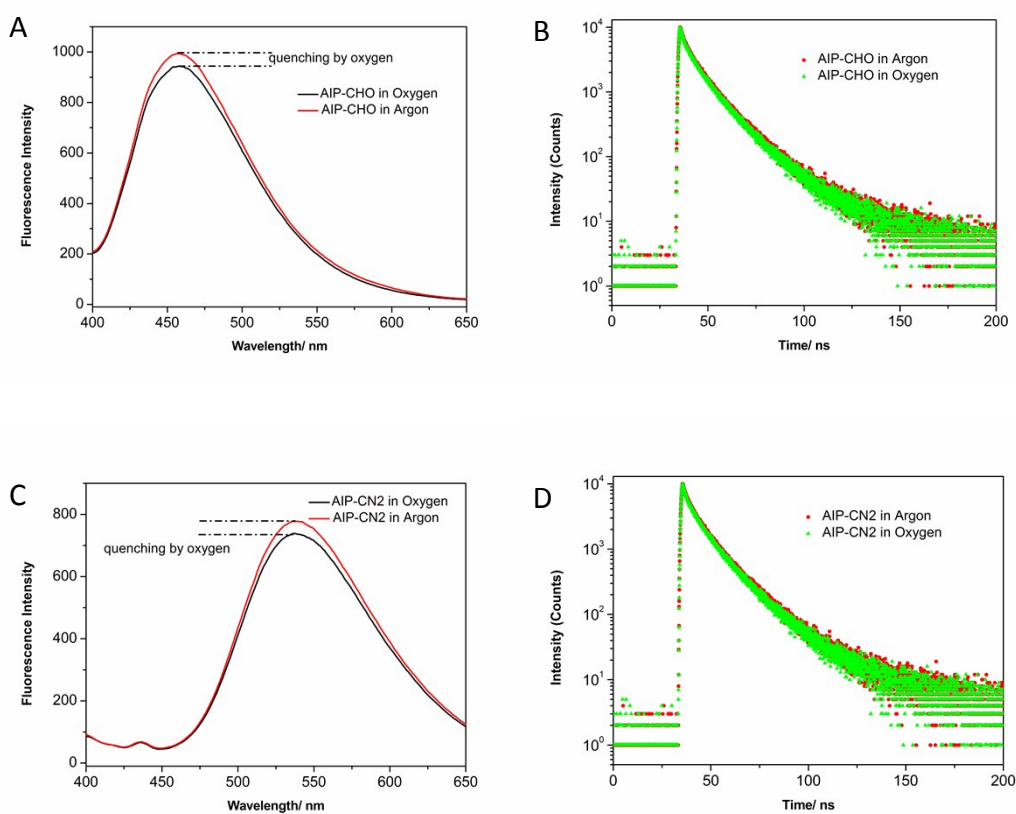 A
1000
800
600
400
200
0
Fluorescence Intensity
quenching by oxygen
AIP-CHO in Oxygen
AIP-CHO in Argon
400 450 500 550 600 650
Wavelength/ nm
B
10^4
10^3
10^2
10^1
10^0
Intensity (Counts)
AIP-CHO in Argon
AIP-CHO in Oxygen
0 50 100 150 200
Time/ ns
C
800
600
400
200
0
Fluorescence Intensity
AIP-CN2 in Oxygen
AIP-CN2 in Argon
quenching by oxygen
400 450 500 550 600 650
Wavelength/ nm
D
10^4
10^3
10^2
10^1
10^0
Intensity (Counts)
AIP-CN2 in Argon
AIP-CN2 in Oxygen
0 50 100 150 200
Time/ ns